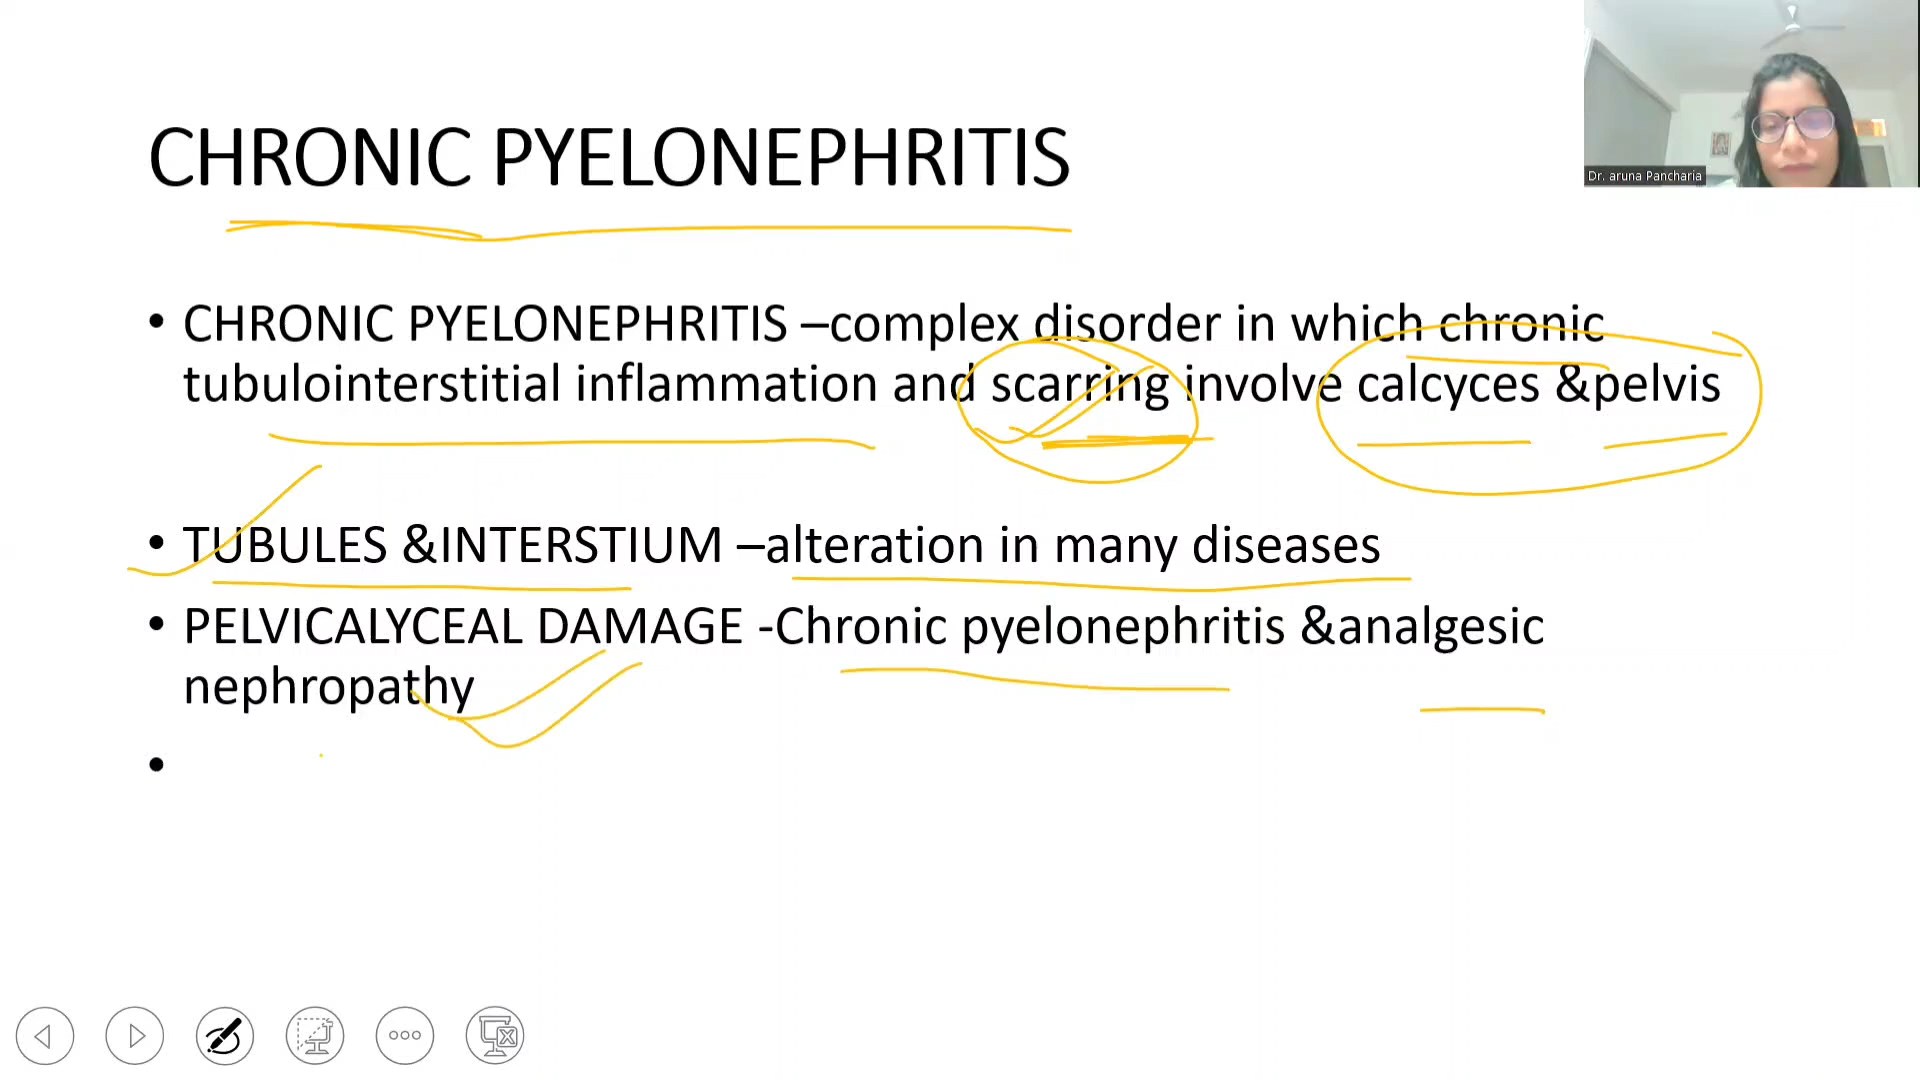 Dr. aruna Pancharia
CHRONIC PYELONEPHRITIS
• CHRONIC PYELONEPHRITIS –complex disorder in which chronic
tubulointerstitial inflammation and scarring involve calcyces &pelvis
• TUBULES &INTERSTIUM –alteration in many diseases
• PELVICALYCEAL DAMAGE -Chronic pyelonephritis &analgesic
nephropathy
•